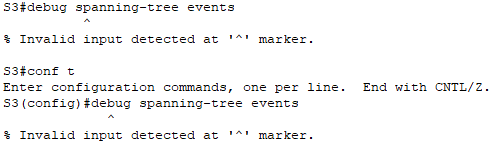 S3#debug spanning-tree events
^
% Invalid input detected at '^' marker.
S3#conf t
Enter configuration commands, one per line.  End with CNTL/Z.
S3(config)#debug spanning-tree events
^
% Invalid input detected at '^' marker.